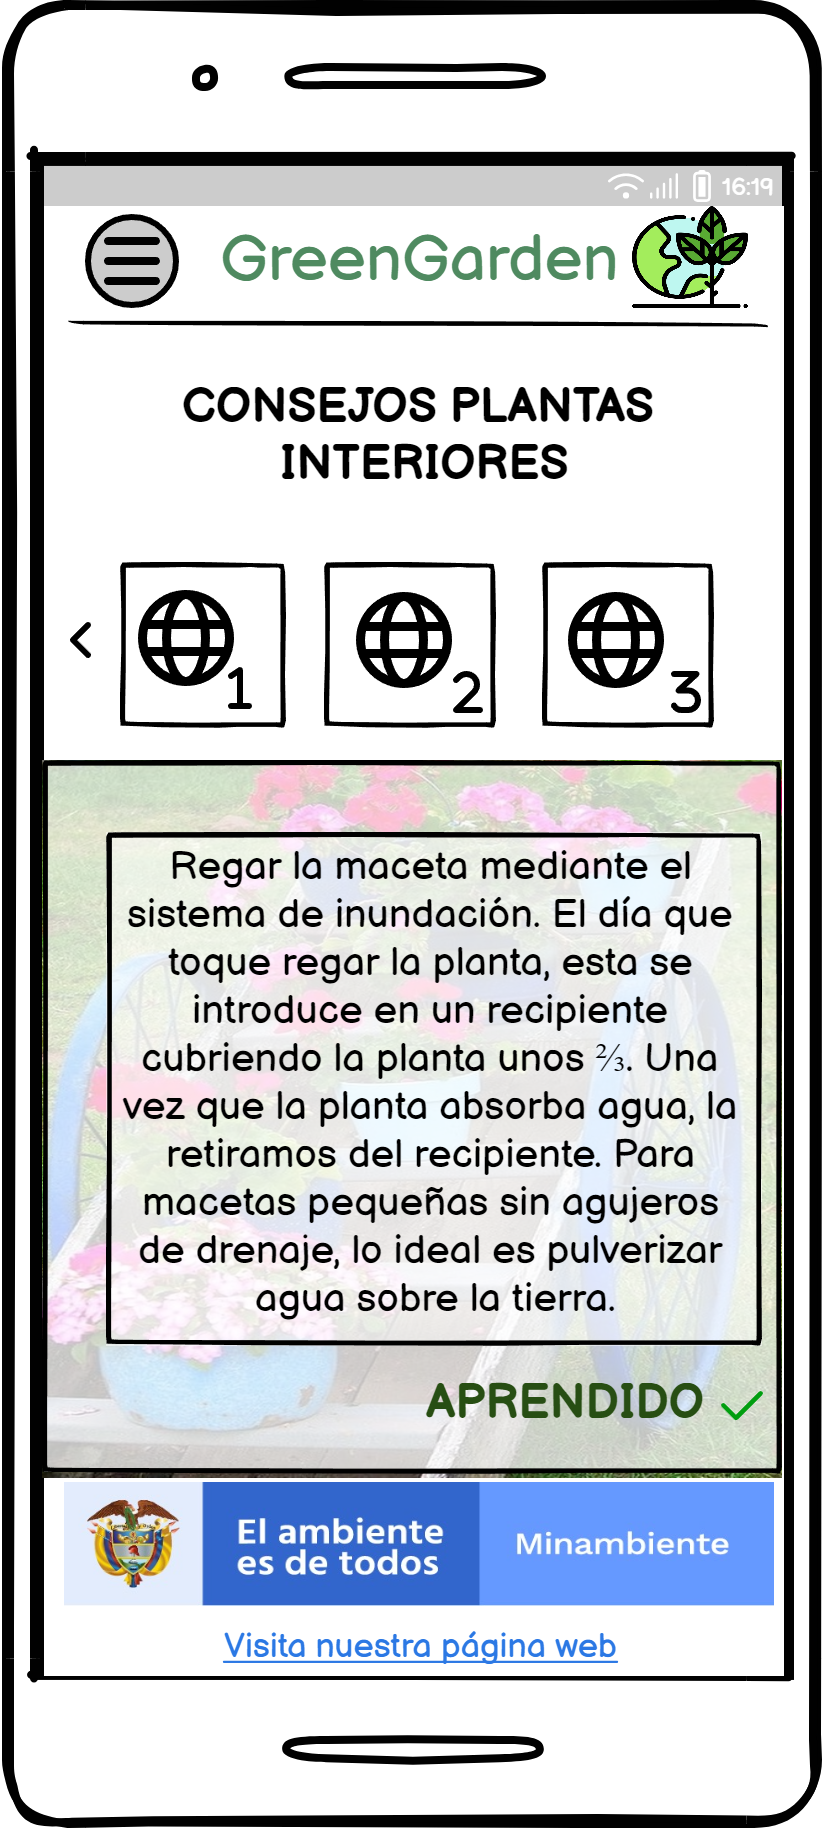 16:19
GreenGarden
CONSEJOS PLANTAS
INTERIORES
1 2 3
Regar la maceta mediante el
sistema de inundación. El día que
toque regar la planta, esta se
introduce en un recipiente
cubriendo la planta unos ⅔. Una
vez que la planta absorba agua, la
retiramos del recipiente. Para
macetas pequeñas sin agujeros
de drenaje, lo ideal es pulverizar
agua sobre la tierra.
APRENDIDO
El ambiente
es de todos
Minambiente
Visita nuestra página web